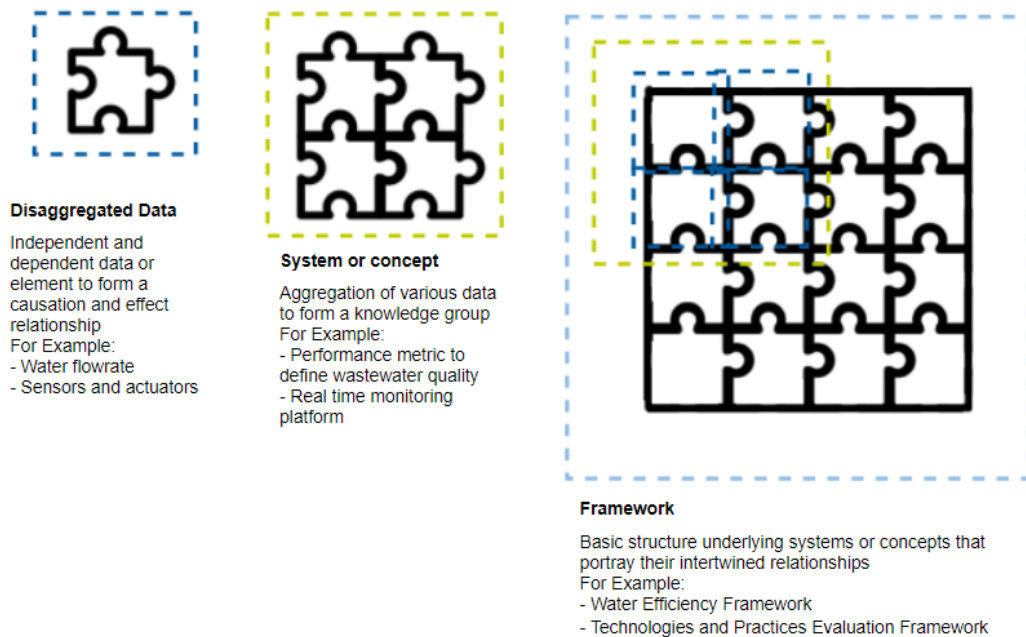 Disaggregated Data
Independent and
dependent data or
element to form a
causation and effect
relationship
For Example:
- Water flowrate
- Sensors and actuators
System or concept
Aggregation of various data
to form a knowledge group
For Example:
- Performance metric to
define wastewater quality
- Real time monitoring
platform
Framework
Basic structure underlying systems or concepts that
portray their intertwined relationships
For Example:
- Water Efficiency Framework
- Technologies and Practices Evaluation Framework